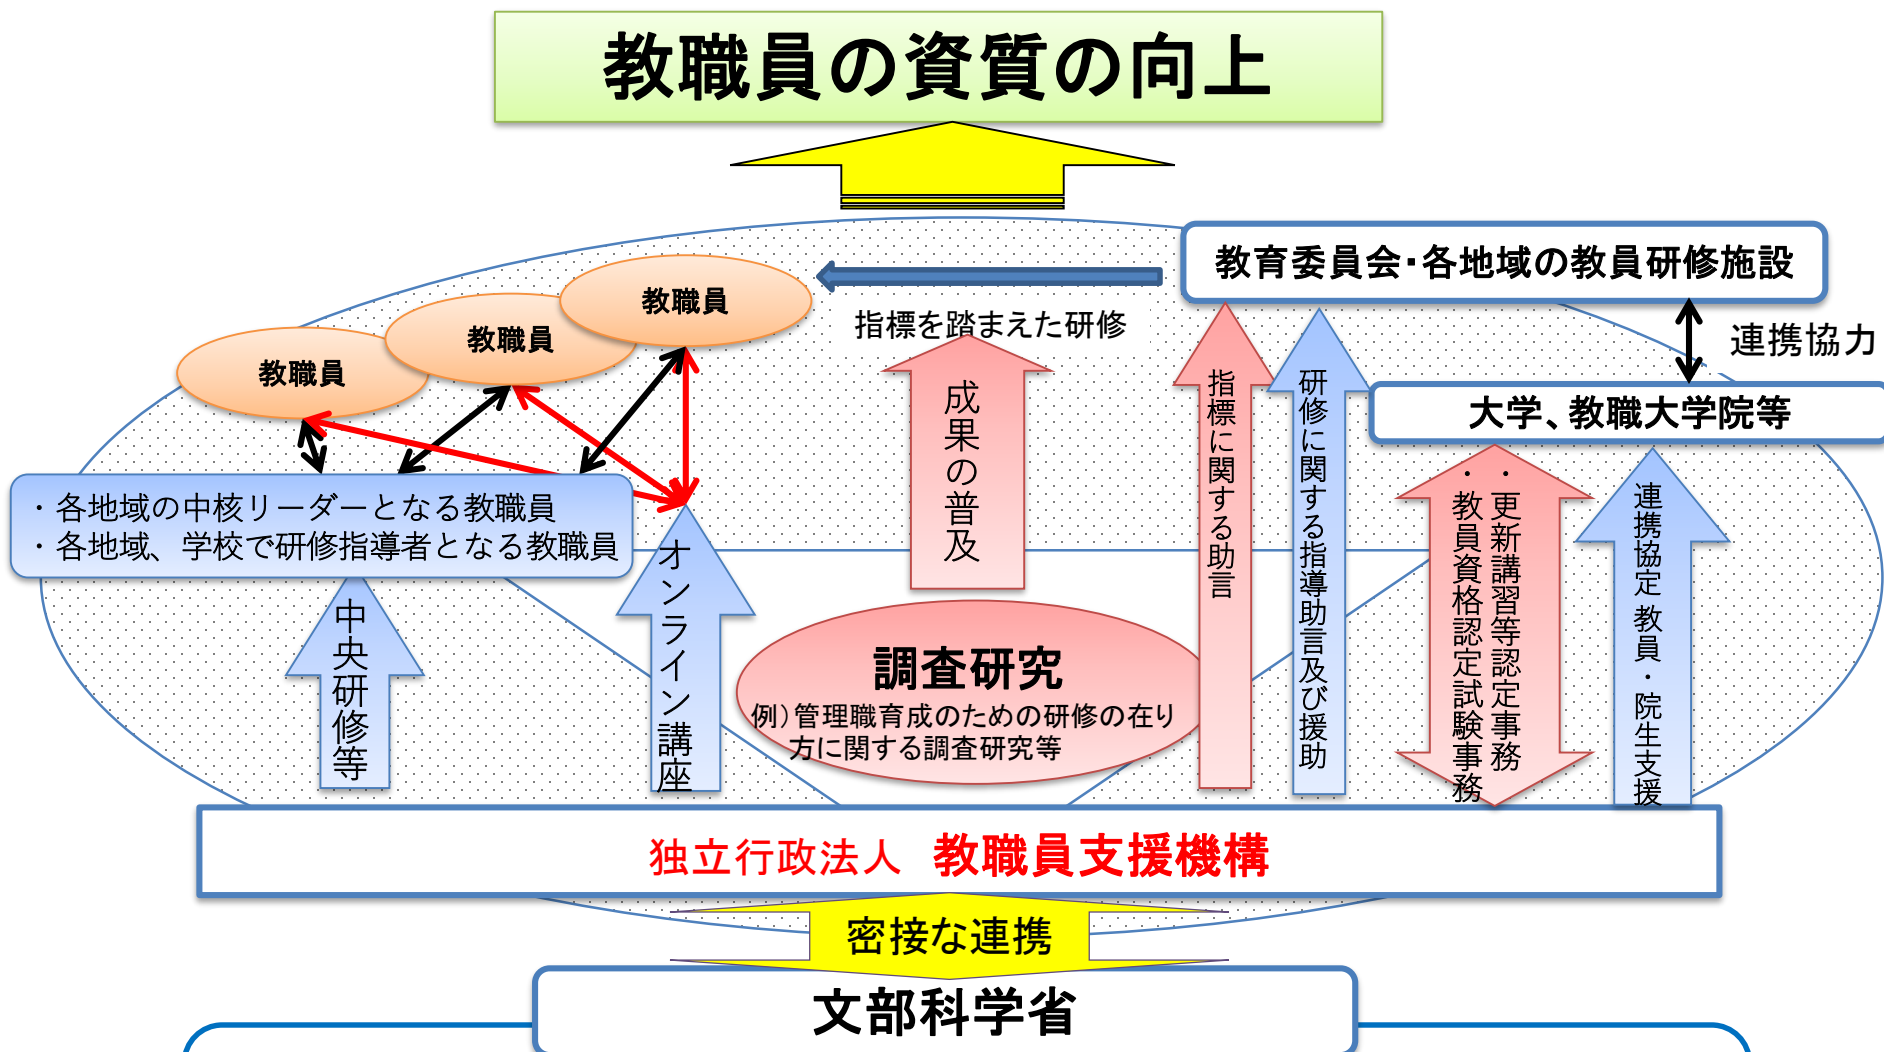 教職員の資質の向上
教育委員会・各地域の教員研修施設
教職員
教職員
教職員
指標を踏まえた研修
連携協力
大学、教職大学院等
・各地域の中核リーダーとなる教職員
・各地域、学校で研修指導者となる教職員
中央研修等
オンライン講座
成果の普及
調査研究
例）管理職育成のための研修の在り
方に関する調査研究等
指標に関する助言
研修に関する指導助言及び援助
・更新講習等認定事務
・教員資格認定試験事務
連携協定 教員・院生支援
独立行政法人 教職員支援機構
密接な連携
文部科学省